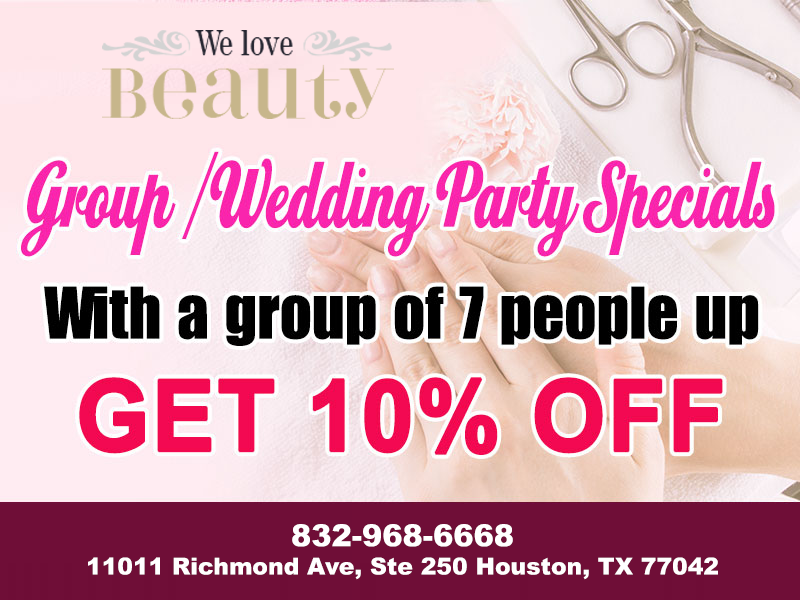 We love
Beauty
Group / Wedding Party Specials
With a group of 7 people up
GET 10% OFF
832-968-6668
11011 Richmond Ave, Ste 250 Houston, TX 77042